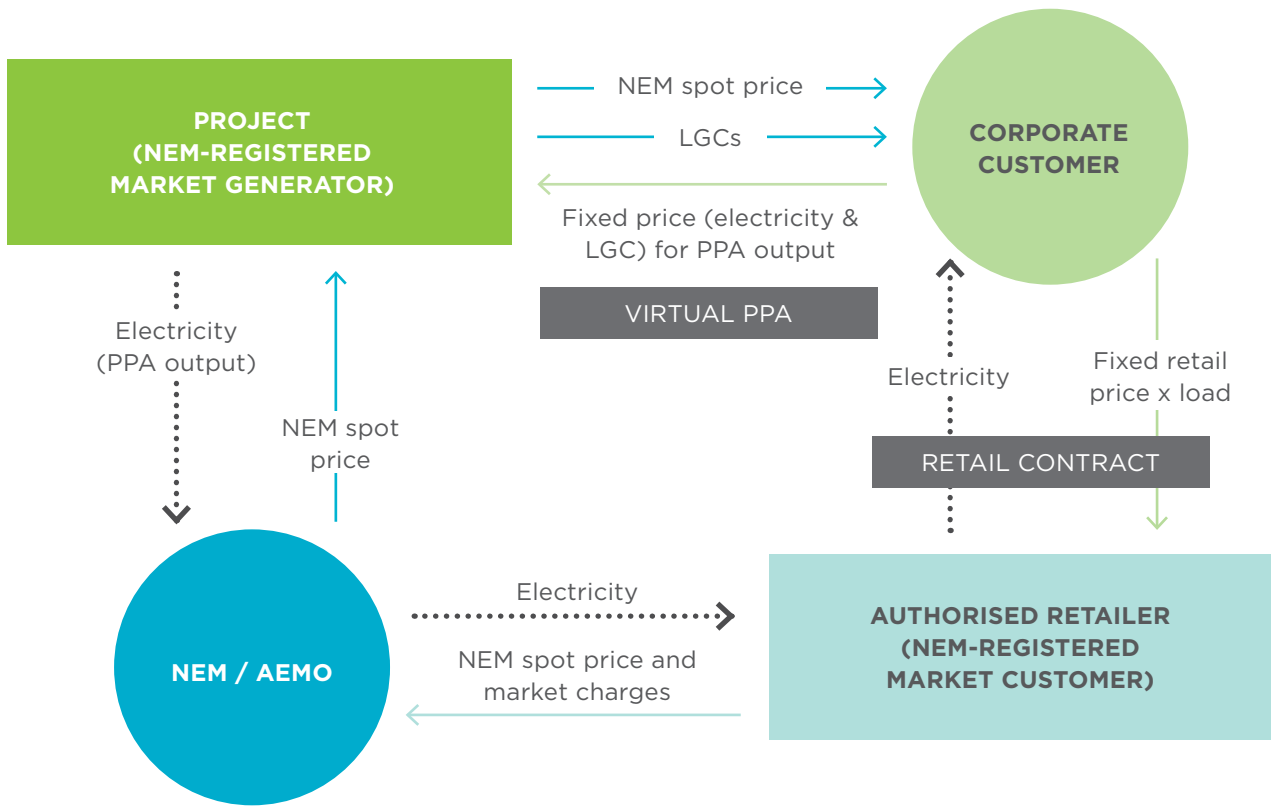 PROJECT
(NEM-REGISTERED
MARKET GENERATOR)
NEM spot price
LGCs
Fixed price (electricity &
LGC) for PPA output
VIRTUAL PPA
CORPORATE
CUSTOMER
Electricity
(PPA output)
NEM spot
price
Electricity
Fixed retail
price x load
RETAIL CONTRACT
NEM / AEMO
Electricity
NEM spot price and
market charges
AUTHORISED RETAILER
(NEM-REGISTERED
MARKET CUSTOMER)